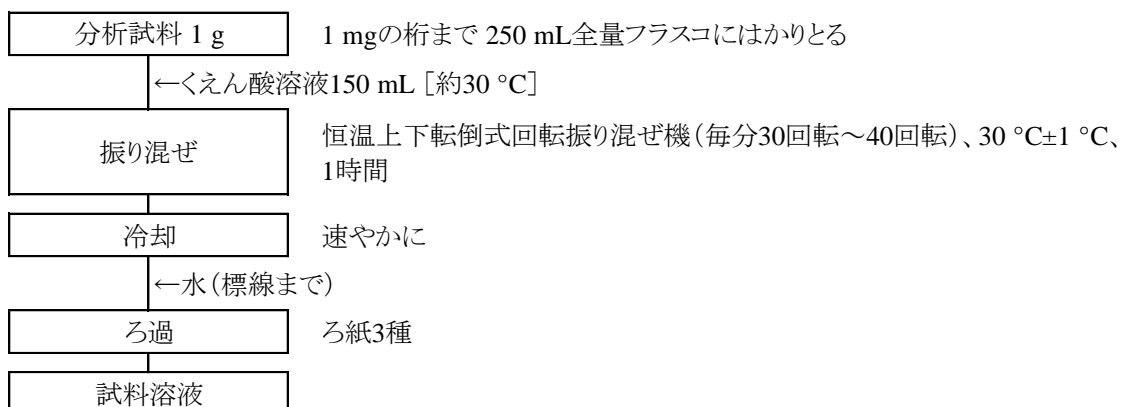 分析試料 1 g 1 mgの桁まで 250 mL全量フラスコにはかりとる
←くえん酸溶液150 mL [約30 °C]
振り混ぜ
恒温上下転倒式回転振り混ぜ機(毎分30回転～40回転)、30 °C±1 °C、
1時間
冷却 速やかに
←水(標線まで)
ろ過 ろ紙3種
試料溶液